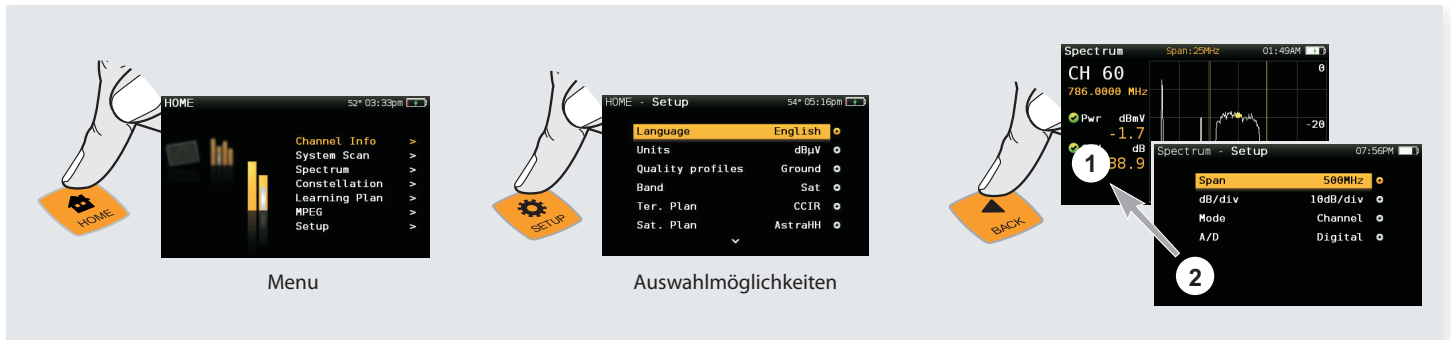 HOME 52° 03:33pm
Channel Info >
System Scan >
Spectrum >
Constellation >
Learning Plan >
MPEG >
Setup >
HOME
Menu
HOME - Setup 54° 05:16pm
Language English
Units dBµV
Quality profiles Ground
Band Sat
Ter. Plan CCIR
Sat. Plan AstraHH
SETUP
Auswahlmöglichkeiten
Spectrum Span:25MHz 01:49AM
CH 60 0
786.0000 MHz
Pwr dBmV
-1.7 -20
dB
38.9
1
BACK
Spectrum - Setup 07:56PM
Span 500MHz
dB/div 10dB/div
Mode Channel
A/D Digital
2